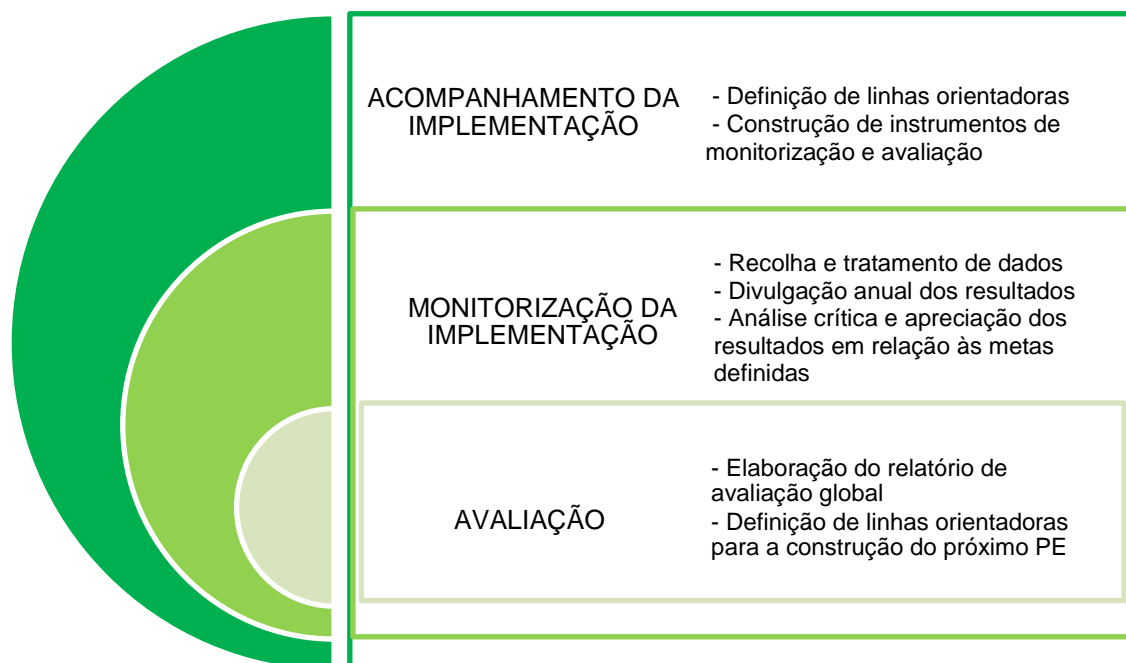 ACOMPANHAMENTO DA
IMPLEMENTAÇÃO
- Definição de linhas orientadoras
- Construção de instrumentos de
monitorização e avaliação
MONITORIZAÇÃO DA
IMPLEMENTAÇÃO
- Recolha e tratamento de dados
- Divulgação anual dos resultados
- Análise crítica e apreciação dos
resultados em relação às metas
definidas
AVALIAÇÃO
- Elaboração do relatório de
avaliação global
- Definição de linhas orientadoras
para a construção do próximo PE